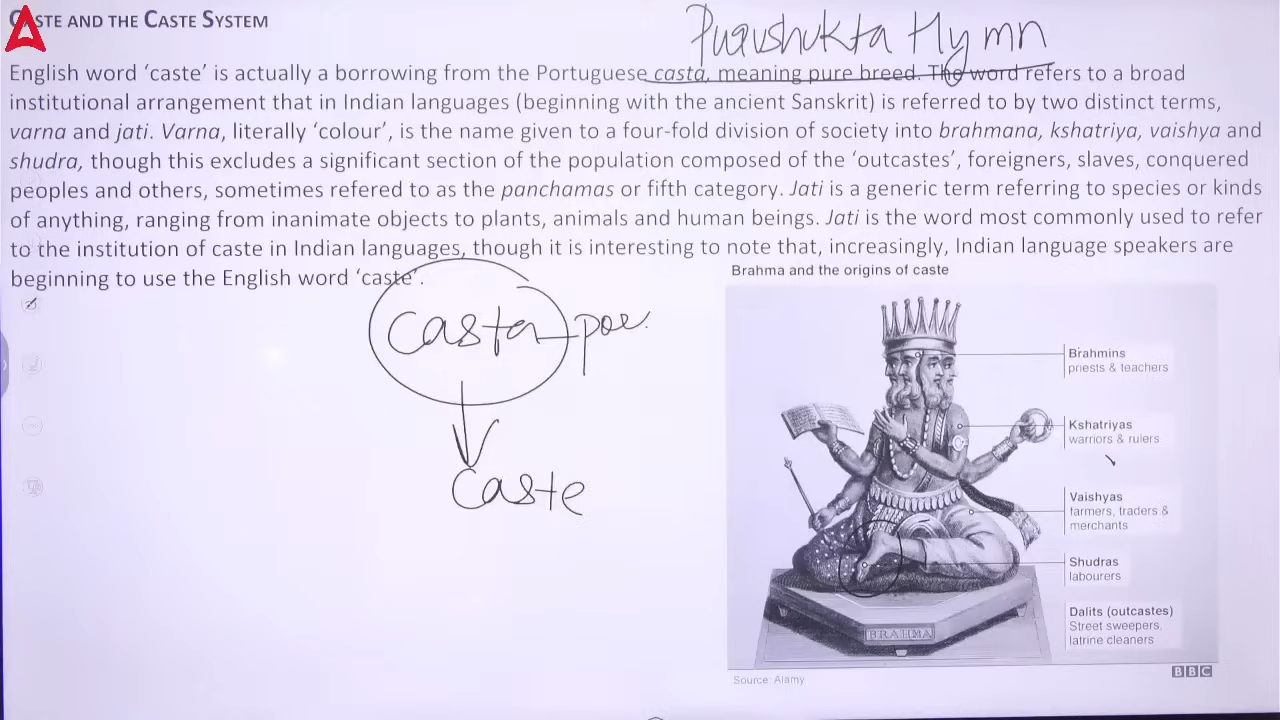 CASTE AND THE CASTE SYSTEM
Purushukta Hymn
English word ‘caste’ is actually a borrowing from the Portuguese casta, meaning pure breed. The word refers to a broad
institutional arrangement that in Indian languages (beginning with the ancient Sanskrit) is referred to by two distinct terms,
varna and jati. Varna, literally ‘colour’, is the name given to a four-fold division of society into brahmana, kshatriya, vaishya and
shudra, though this excludes a significant section of the population composed of the ‘outcastes’, foreigners, slaves, conquered
peoples and others, sometimes refered to as the panchamas or fifth category. Jati is a generic term referring to species or kinds
of anything, ranging from inanimate objects to plants, animals and human beings. Jati is the word most commonly used to refer
to the institution of caste in Indian languages, though it is interesting to note that, increasingly, Indian language speakers are
beginning to use the English word ‘caste’.
Casta
Caste
Brahma and the origins of caste
Brahmins
priests & teachers
Kshatriyas
warriors & rulers
Vaishyas
farmers, traders &
merchants
Shudras
labourers
Dalits (outcastes)
Street sweepers,
latrine cleaners
BRAHMA
Source: Alamy
BBC